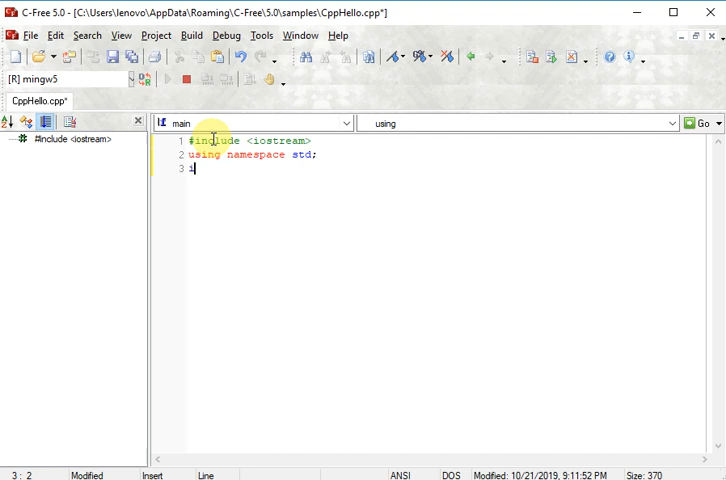 C-Free 5.0 - [C:\Users\lenovo\AppData\Roaming\C-Free\5.0\samples\CppHello.cpp*]
File Edit Search View Project Build Debug Tools Window Help
[R] mingw5
CppHello.cpp*
main using Go
#include <iostream>
1 #include <iostream>
2 using namespace std;
3 i
3 : 2 Modified Insert Line ANSI DOS Modified: 10/21/2019, 9:11:52 PM Size: 370